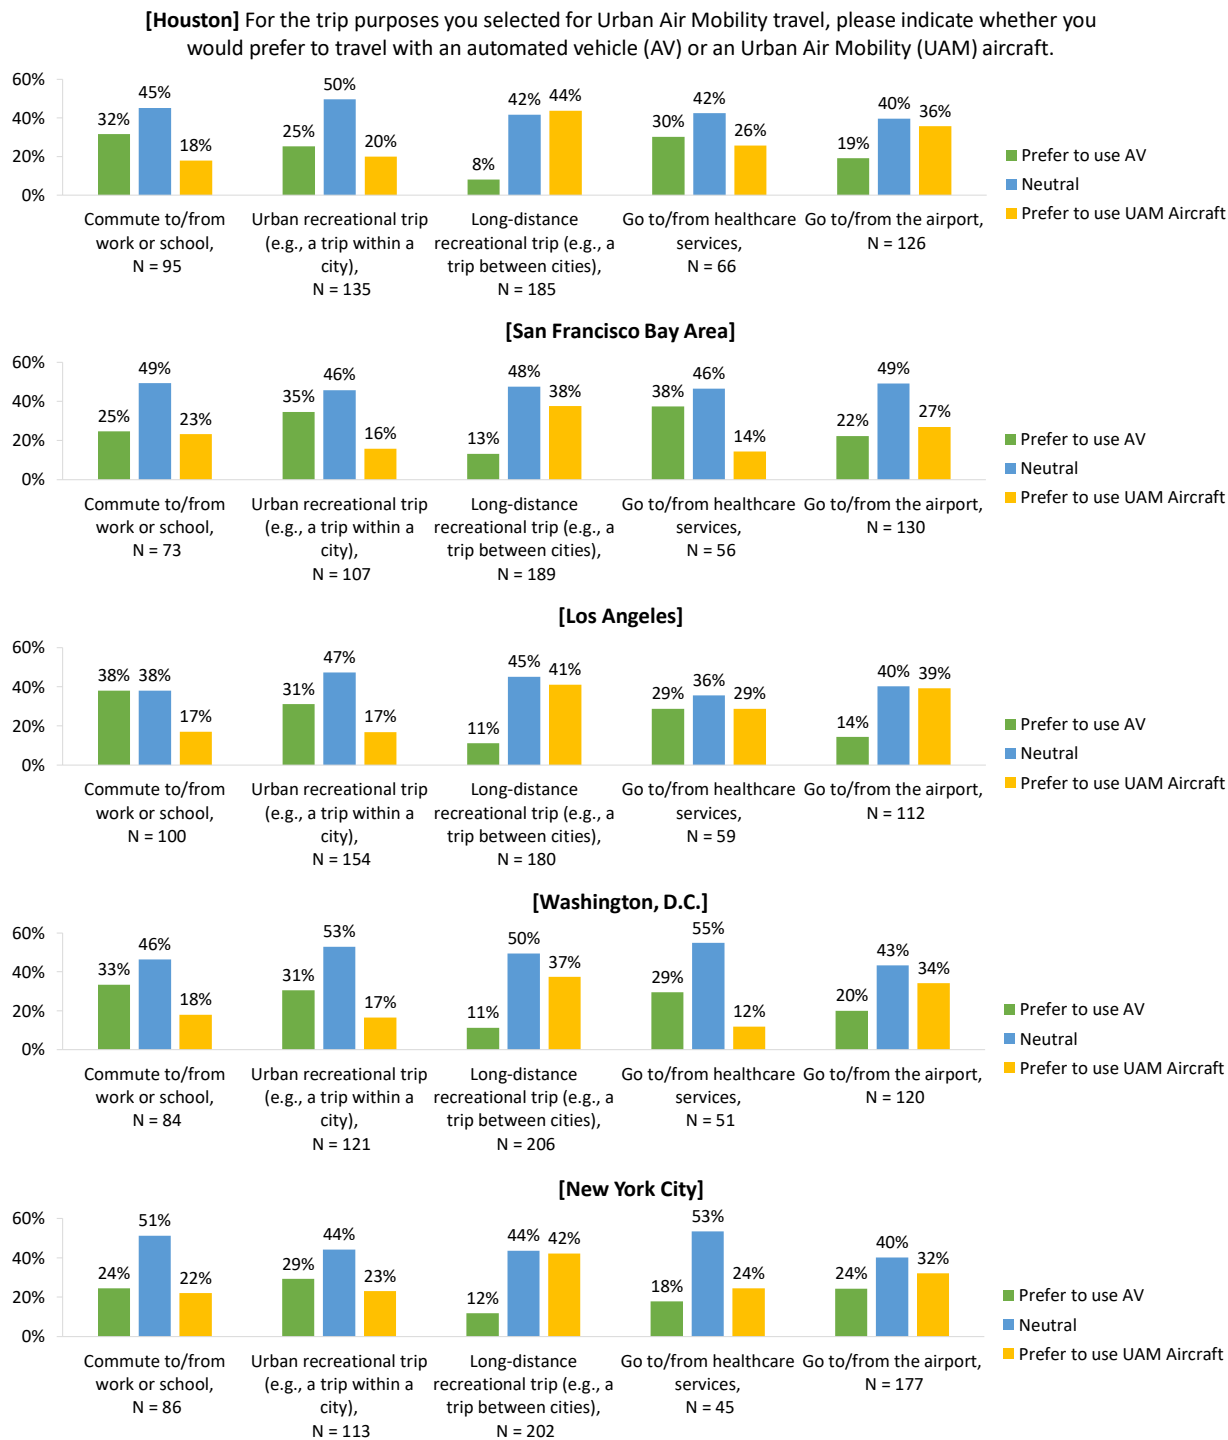 [Houston] For the trip purposes you selected for Urban Air Mobility travel, please indicate whether you
would prefer to travel with an automated vehicle (AV) or an Urban Air Mobility (UAM) aircraft.
60%
40%
20%
0%
32% 45% 18%
25% 50% 20%
8% 42% 44%
30% 42% 26%
19% 40% 36%
Commute to/from
work or school,
N = 95
Urban recreational trip
(e.g., a trip within a
city),
N = 135
Long-distance
recreational trip (e.g., a
trip between cities),
N = 185
Go to/from healthcare
services,
N = 66
Go to/from the airport,
N = 126
Prefer to use AV
Neutral
Prefer to use UAM Aircraft
[San Francisco Bay Area]
60%
40%
20%
0%
25% 49% 23%
35% 46% 16%
13% 48% 38%
38% 46% 14%
22% 49% 27%
Commute to/from
work or school,
N = 73
Urban recreational trip
(e.g., a trip within a
city),
N = 107
Long-distance
recreational trip (e.g., a
trip between cities),
N = 189
Go to/from healthcare
services,
N = 56
Go to/from the airport,
N = 130
Prefer to use AV
Neutral
Prefer to use UAM Aircraft
[Los Angeles]
60%
40%
20%
0%
38% 38% 17%
31% 47% 17%
11% 45% 41%
29% 36% 29%
14% 40% 39%
Commute to/from
work or school,
N = 100
Urban recreational trip
(e.g., a trip within a
city),
N = 154
Long-distance
recreational trip (e.g., a
trip between cities),
N = 180
Go to/from healthcare
services,
N = 59
Go to/from the airport,
N = 112
Prefer to use AV
Neutral
Prefer to use UAM Aircraft
[Washington, D.C.]
60%
40%
20%
0%
33% 46% 18%
31% 53% 17%
11% 50% 37%
29% 55% 12%
20% 43% 34%
Commute to/from
work or school,
N = 84
Urban recreational trip
(e.g., a trip within a
city),
N = 121
Long-distance
recreational trip (e.g., a
trip between cities),
N = 206
Go to/from healthcare
services,
N = 51
Go to/from the airport,
N = 120
Prefer to use AV
Neutral
Prefer to use UAM Aircraft
[New York City]
60%
40%
20%
0%
24% 51% 22%
29% 44% 23%
12% 44% 42%
18% 53% 24%
24% 40% 32%
Commute to/from
work or school,
N = 86
Urban recreational trip
(e.g., a trip within a
city),
N = 113
Long-distance
recreational trip (e.g., a
trip between cities),
N = 202
Go to/from healthcare
services,
N = 45
Go to/from the airport,
N = 177
Prefer to use AV
Neutral
Prefer to use UAM Aircraft